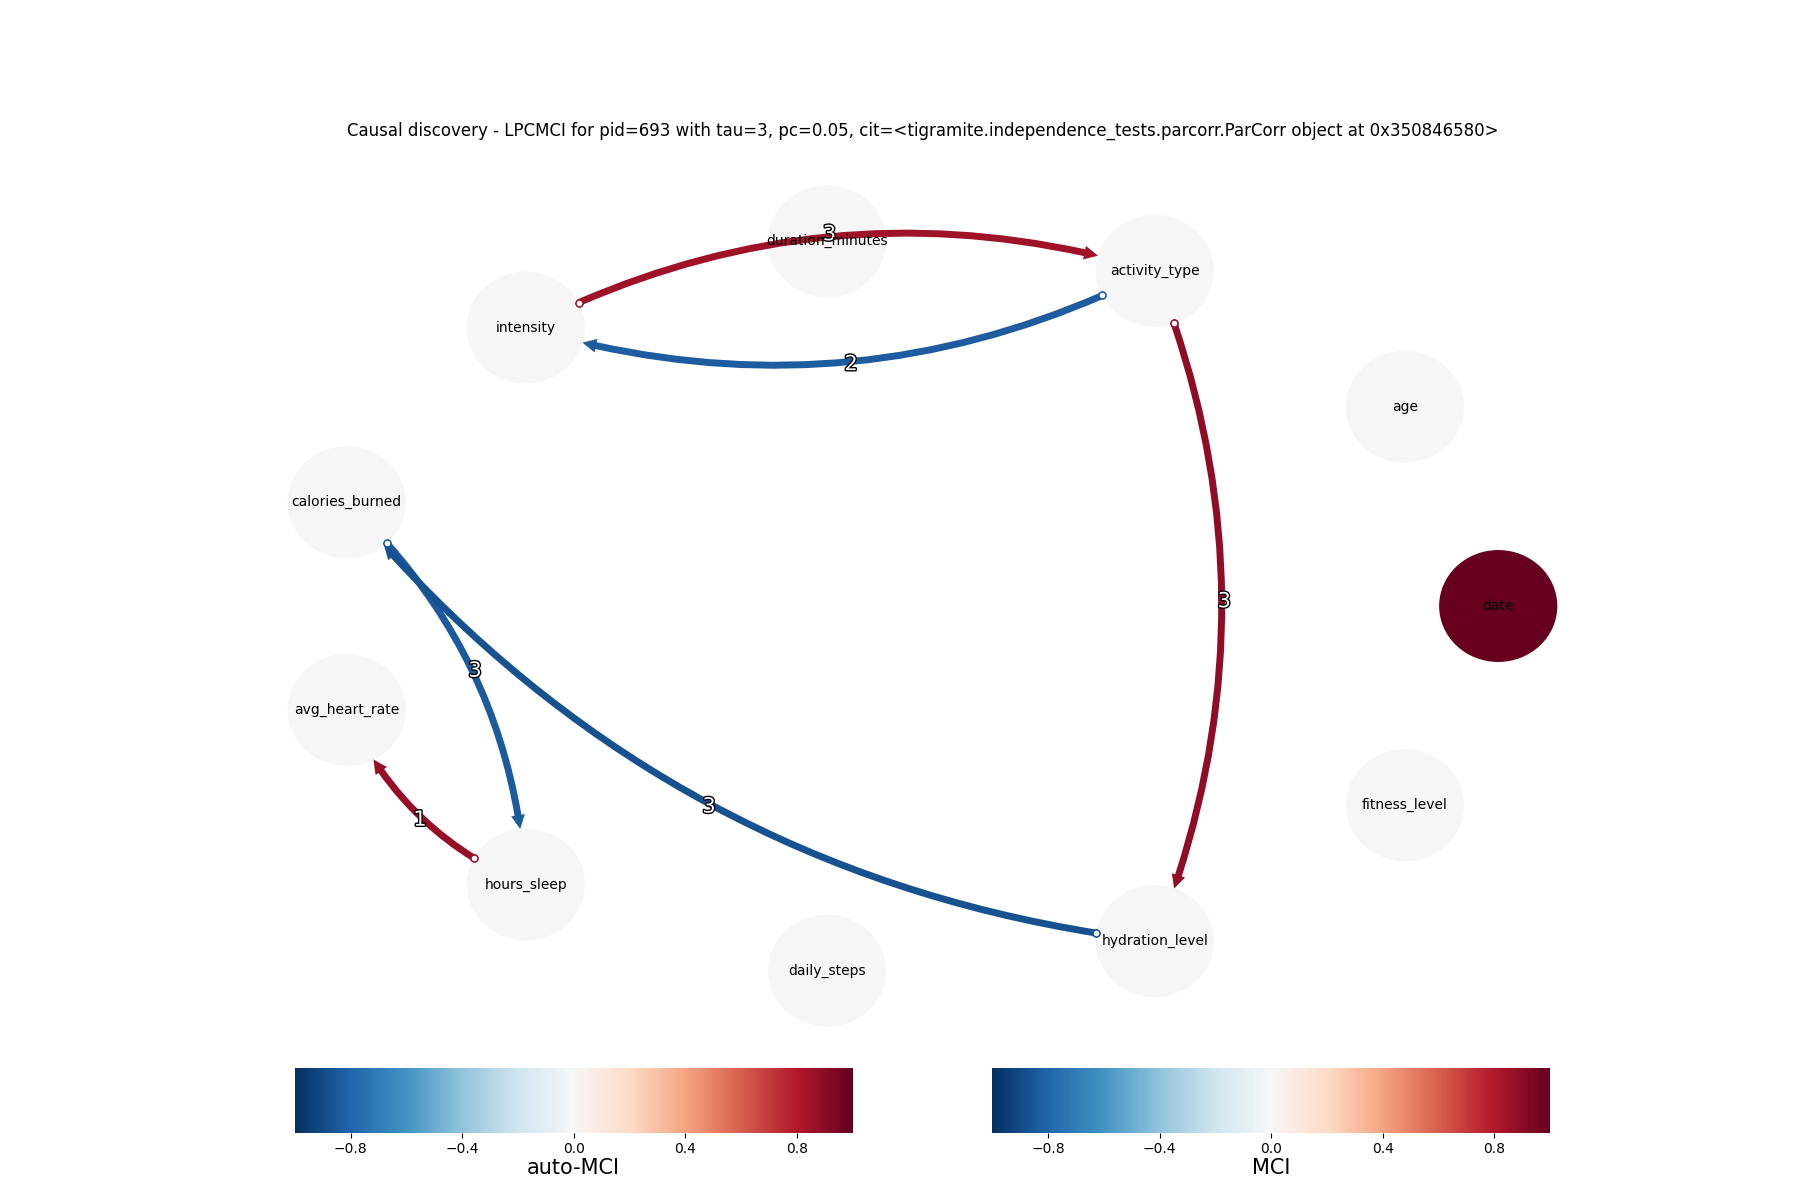 Causal discovery - LPCMCI for pid=693 with tau=3, pc=0.05, cit=<tigramite.independence_tests.parcorr.ParCorr object at 0x350846580>
3
duration_minutes
activity_type
intensity
2
age
calories_burned
3
date
3
avg_heart_rate
3
1
fitness_level
hours_sleep
hydration_level
daily_steps
−0.8 −0.4 0.0 0.4 0.8
auto-MCI
−0.8 −0.4 0.0 0.4 0.8
MCI